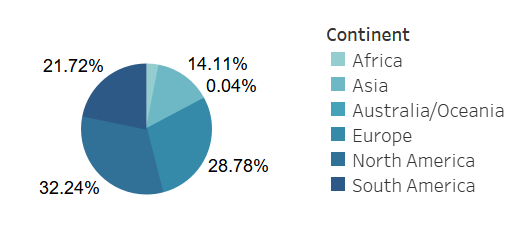 Continent
Africa
Asia
Australia/Oceania
Europe
North America
South America
21.72%
14.11%
0.04%
28.78%
32.24%